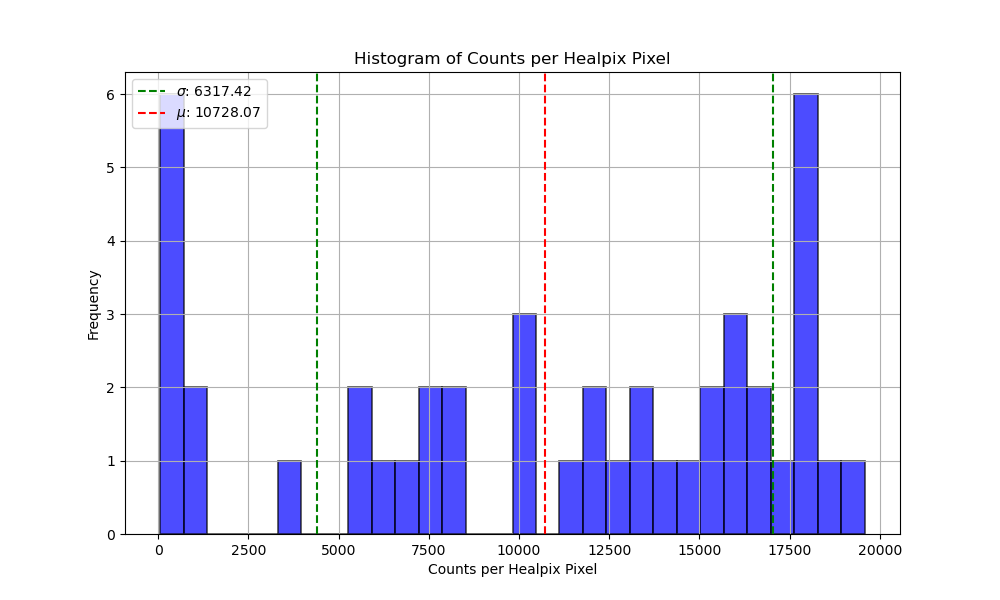 Histogram of Counts per Healpix Pixel
σ: 6317.42
μ: 10728.07
6
5
4
3
2
1
0
Frequency
0 2500 5000 7500 10000 12500 15000 17500 20000
Counts per Healpix Pixel